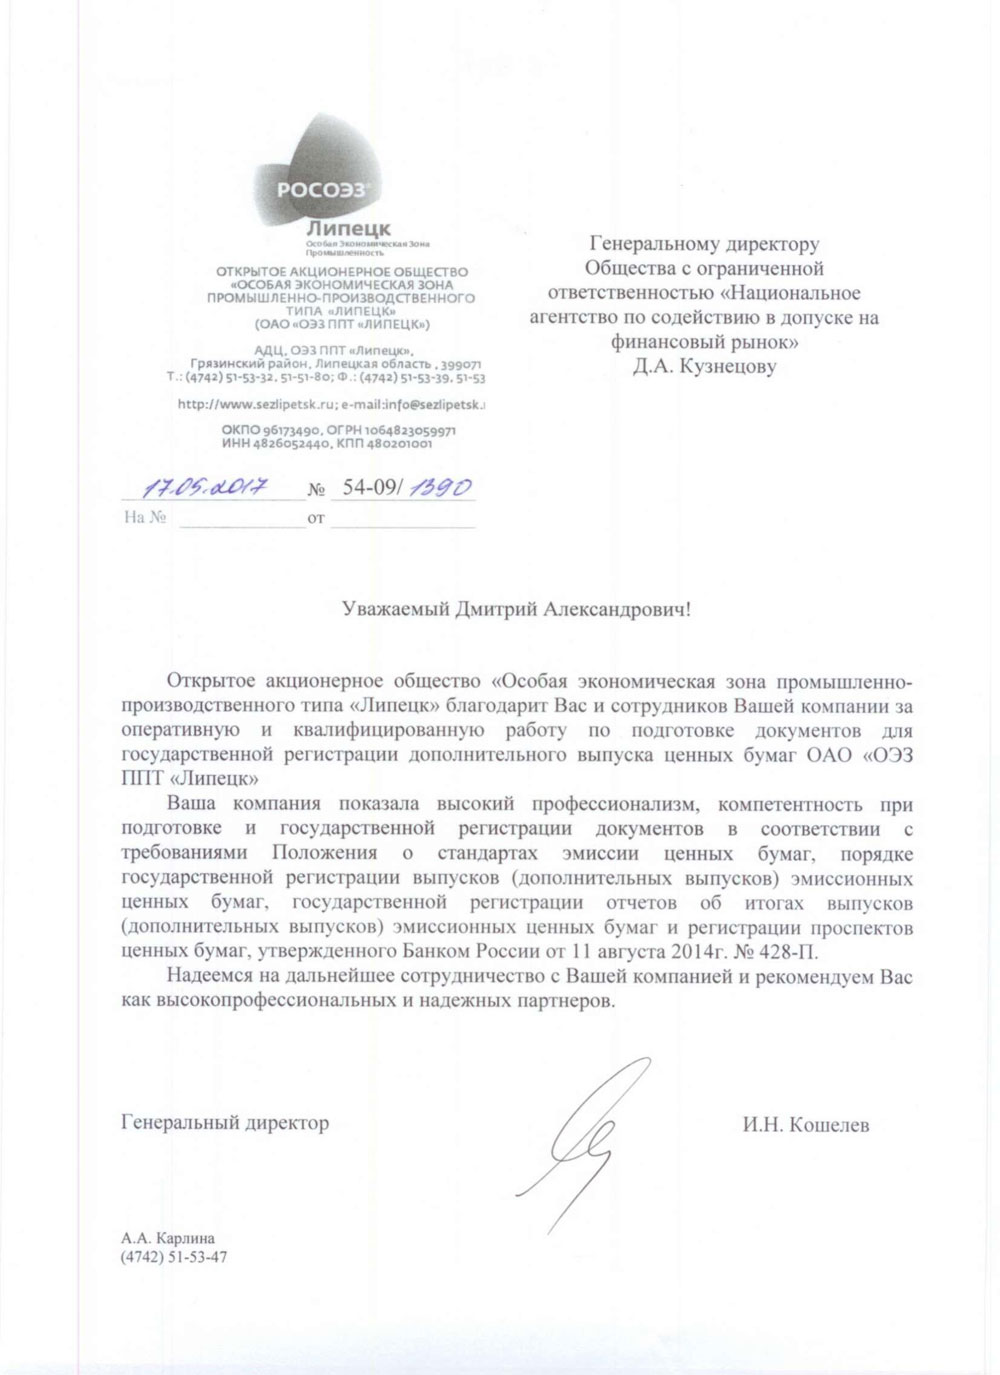 РОСОЭЗ
Липецк
Особая Экономическая Зона
Промышленность
ОТКРЫТОЕ АКЦИОНЕРНОЕ ОБЩЕСТВО
«ОСОБАЯ ЭКОНОМИЧЕСКАЯ ЗОНА
ПРОМЫШЛЕННО-ПРОИЗВОДСТВЕННОГО
ТИПА «ЛИПЕЦК»
(ОАО «ОЭЗ ППТ «ЛИПЕЦК»)
АДЦ, ОЭЗ ППТ «Липецк»,
Грязинский район, Липецкая область, 399071
Т.: (4742) 51-53-32, 51-51-80; Ф.: (4742) 51-53-39, 51-53
http://www.sezlipetsk.ru; e-mail:info@sezlipetsk.
ОКПО 96173490, ОГРН 1064823059971
ИНН 4826052440, КПП 480201001
17.05.2017 № 54-09/1390
На № от
Генеральному директору
Общества с ограниченной
ответственностью «Национальное
агентство по содействию в допуске на
финансовый рынок»
Д.А. Кузнецову
Уважаемый Дмитрий Александрович!
Открытое акционерное общество «Особая экономическая зона промышленно-
производственного типа «Липецк» благодарит Вас и сотрудников Вашей компании за
оперативную и квалифицированную работу по подготовке документов для
государственной регистрации дополнительного выпуска ценных бумаг ОАО «ОЭЗ
ППТ «Липецк»
Ваша компания показала высокий профессионализм, компетентность при
подготовке и государственной регистрации документов в соответствии с
требованиями Положения о стандартах эмиссии ценных бумаг, порядке
государственной регистрации выпусков (дополнительных выпусков) эмиссионных
ценных бумаг, государственной регистрации отчетов об итогах выпусков
(дополнительных выпусков) эмиссионных ценных бумаг и регистрации проспектов
ценных бумаг, утвержденного Банком России от 11 августа 2014г. № 428-П.
Надеемся на дальнейшее сотрудничество с Вашей компанией и рекомендуем Вас
как высокопрофессиональных и надежных партнеров.
Генеральный директор И.Н. Кошелев
А.А. Карлина
(4742) 51-53-47